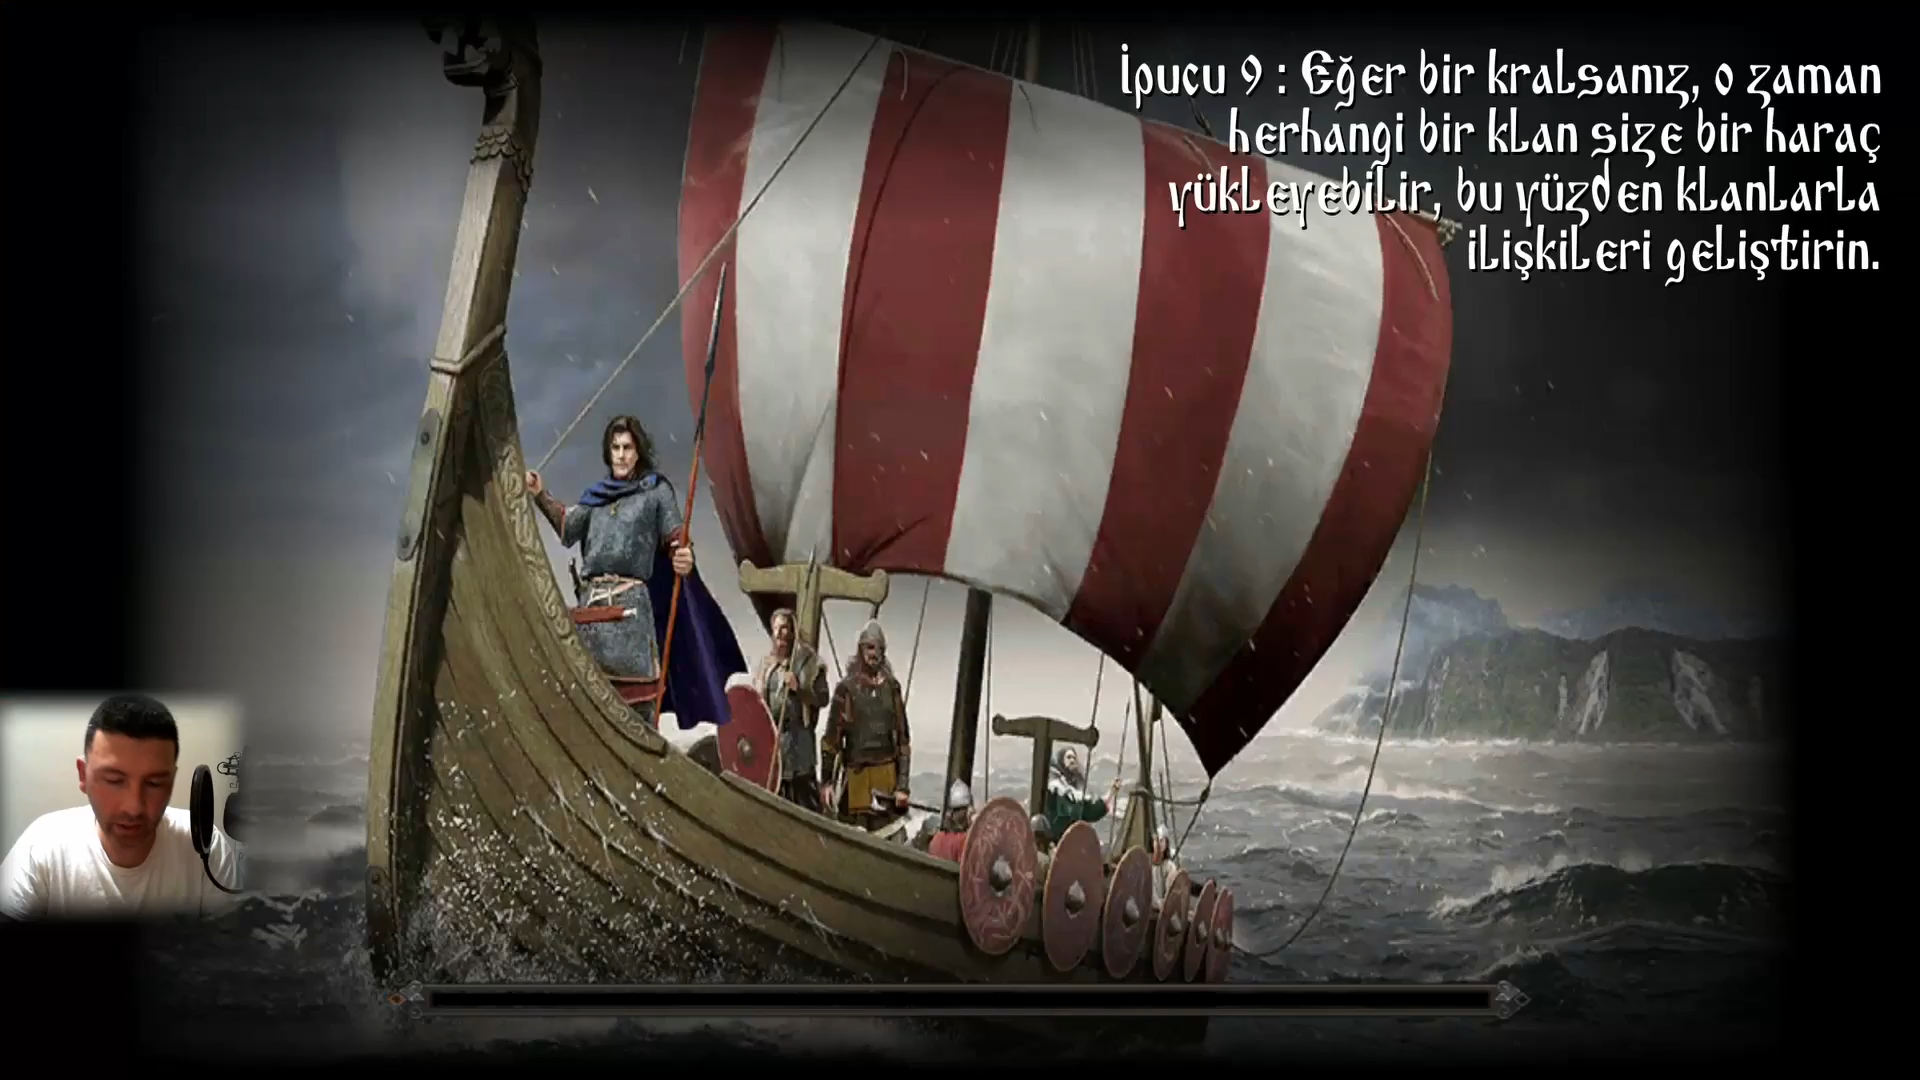 İpucu 9 : Eğer bir kralsanız, o zaman
herhangi bir klan size bir haraç
yükleyebilir, bu yüzden klanlarla
ilişkileri geliştirin.